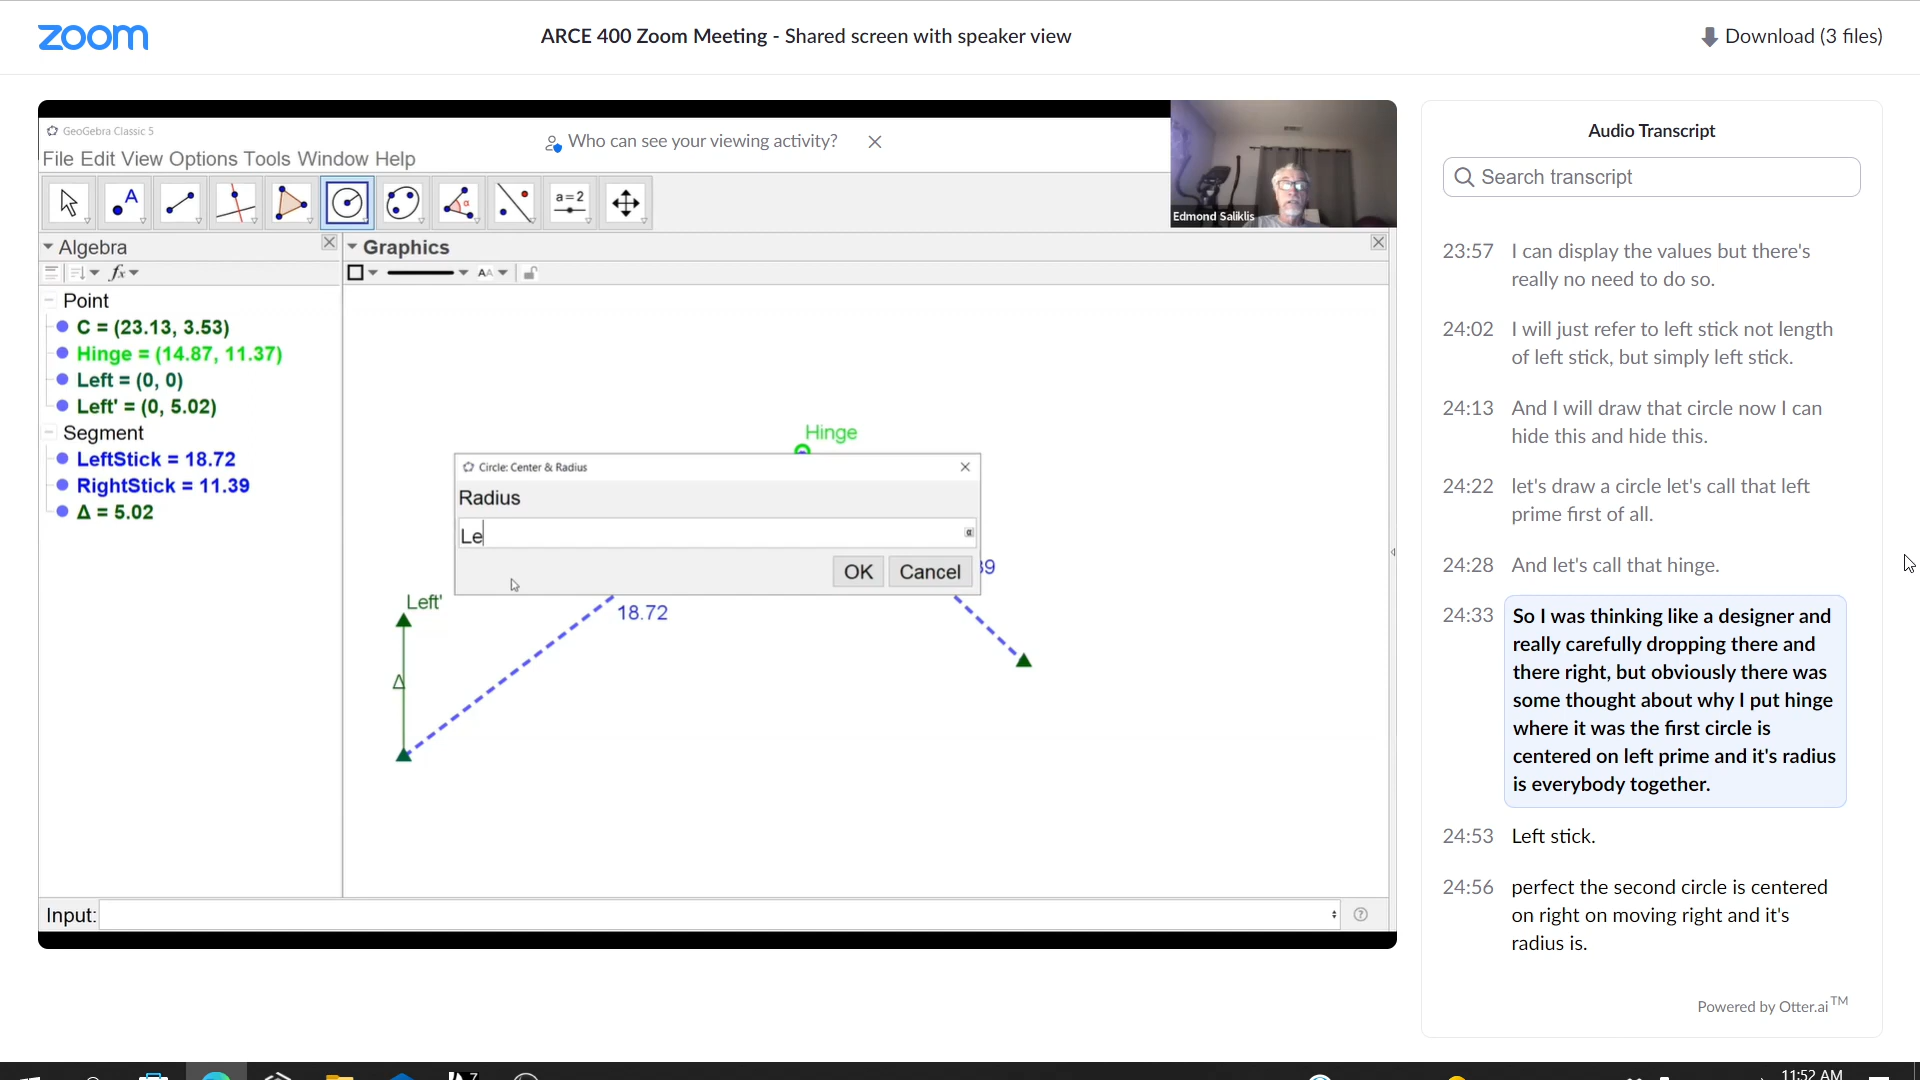 zoom
ARCE 400 Zoom Meeting - Shared screen with speaker view
Download (3 files)
GeoGebra Classic 5
Who can see your viewing activity?
File Edit View Options Tools Window Help
A
α
a=2
Edmond Saliklis
Algebra
Graphics
fx
AA
Point
C = (23.13, 3.53)
Hinge = (14.87, 11.37)
Left = (0, 0)
Left' = (0, 5.02)
Segment
LeftStick = 18.72
RightStick = 11.39
Δ = 5.02
Hinge
Circle: Center & Radius
Radius
Le
α
OK
Cancel
39
Left'
18.72
Δ
Input:
Audio Transcript
Search transcript
23:57 I can display the values but there's
really no need to do so.
24:02 I will just refer to left stick not length
of left stick, but simply left stick.
24:13 And I will draw that circle now I can
hide this and hide this.
24:22 let's draw a circle let's call that left
prime first of all.
24:28 And let's call that hinge.
24:33 So I was thinking like a designer and
really carefully dropping there and
there right, but obviously there was
some thought about why I put hinge
where it was the first circle is
centered on left prime and it's radius
is everybody together.
24:53 Left stick.
24:56 perfect the second circle is centered
on right on moving right and it's
radius is.
Powered by Otter.ai™
11:52 AM